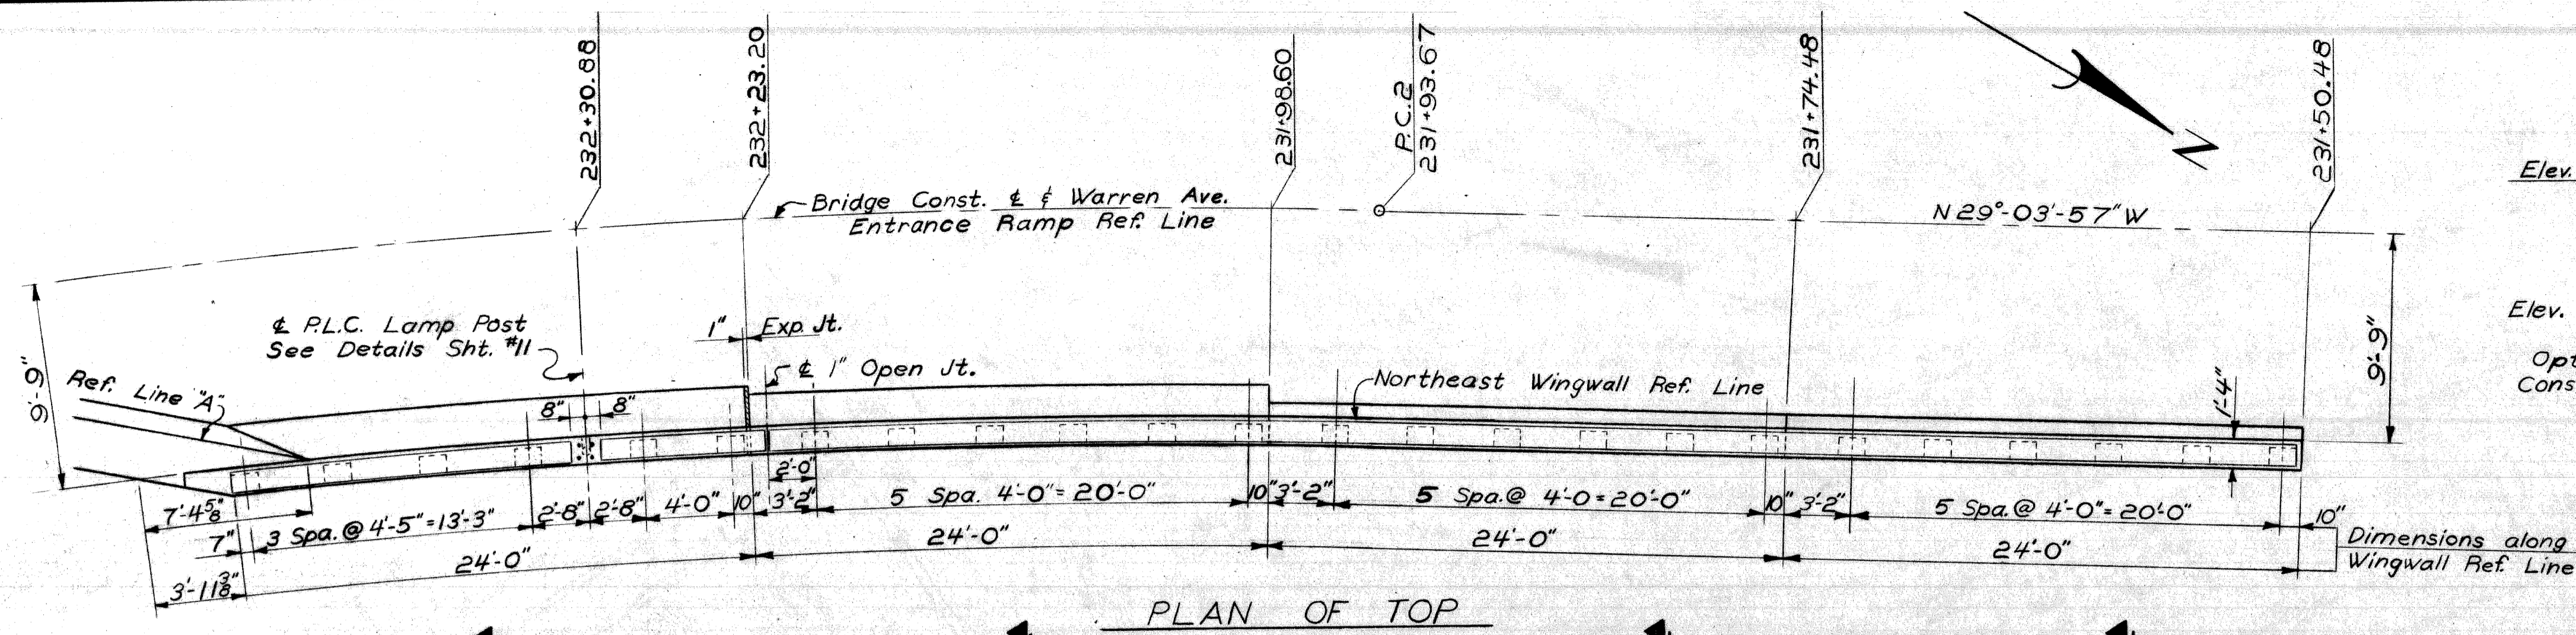 232+30.88
232+23.20
231+98.60
P.C.2
231+93.67
231+74.48
231+50.48
N
Elev.
Bridge Const. ℄ & Warren Ave.
Entrance Ramp Ref. Line
N 29°-03'-57" W
9'-9"
℄ P.L.C. Lamp Post
See Details Sht. #11
1"
Exp. Jt.
9'-9"
Elev.
Opt
Cons
Ref. Line "A"
℄ 1" Open Jt.
Northeast Wingwall Ref. Line
1'-4"
8"
8"
2'-0"
7'-4⅝"
7"
3 Spa. @ 4'-5"=13'-3"
2'-8"
2'-8"
4'-0"
10"
3'-2"
5 Spa. 4'-0"=20'-0"
10"
3'-2"
5 Spa.@ 4'-0=20'-0"
10"
3'-2"
5 Spa.@ 4'-0"=20'-0"
10"
3'-11⅜"
24'-0"
24'-0"
24'-0"
24'-0"
Dimensions along
Wingwall Ref. Line
PLAN OF TOP